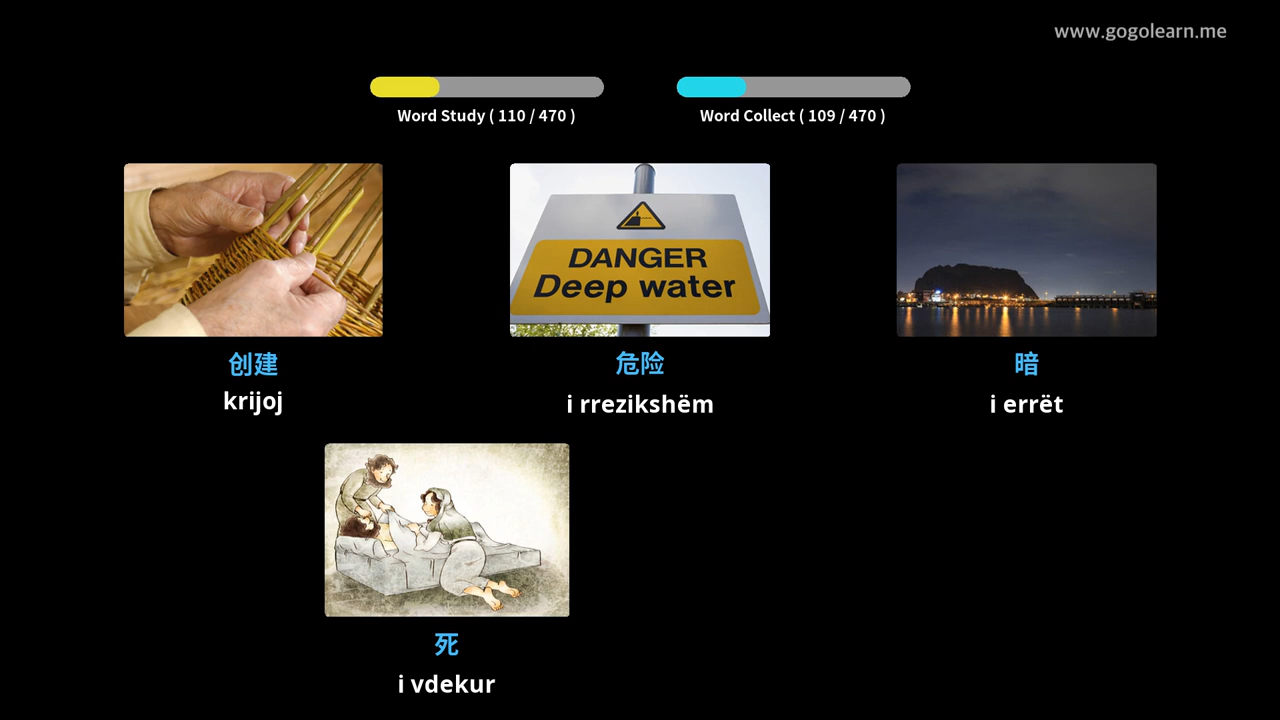 www.gogolearn.me
Word Study ( 110 / 470 )
Word Collect ( 109 / 470 )
DANGER
Deep water
创建
krijoj
危险
i rrezikshëm
暗
i errët
死
i vdekur